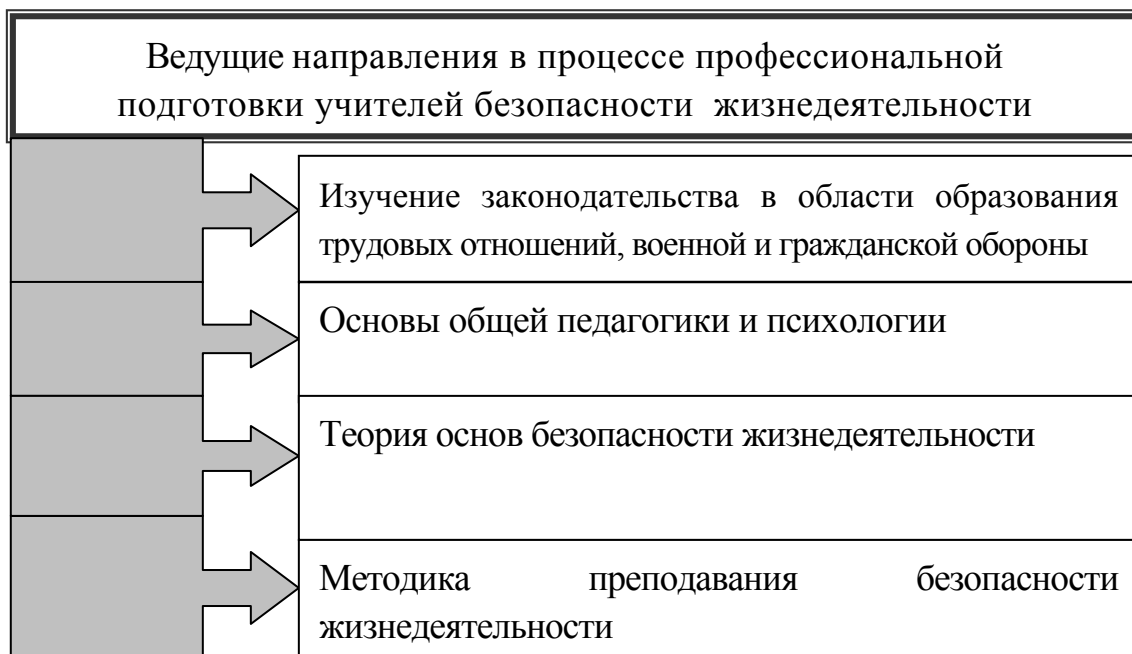 Ведущие направления в процессе профессиональной
подготовки учителей безопасности жизнедеятельности
Изучение законодательства в области образования
трудовых отношений, военной и гражданской обороны
Основы общей педагогики и психологии
Теория основ безопасности жизнедеятельности
Методика преподавания безопасности
жизнедеятельности